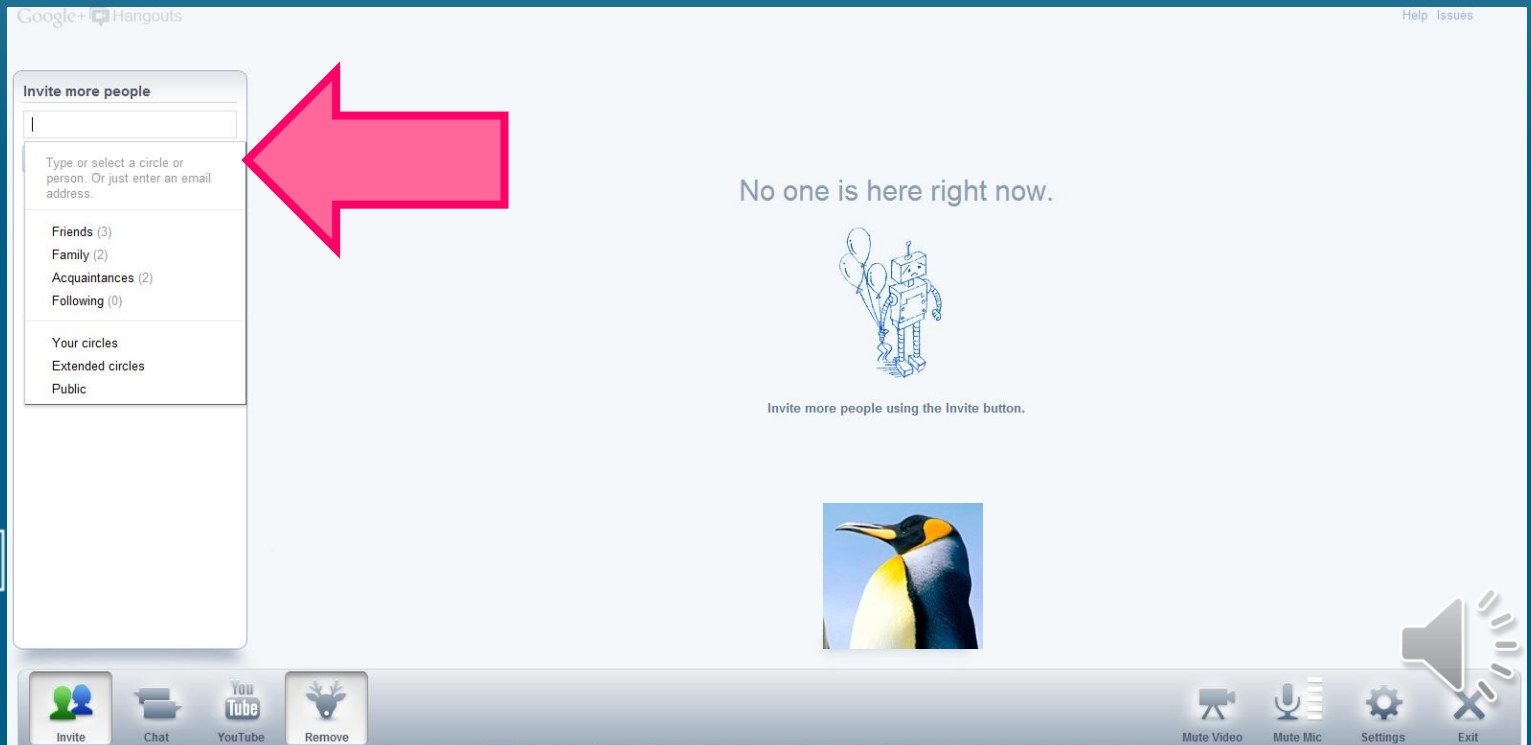 Google+ Hangouts
Help Issues
Invite more people
Type or select a circle or
person. Or just enter an email
address.
Friends (3)
Family (2)
Acquaintances (2)
Following (0)
Your circles
Extended circles
Public
No one is here right now.
Invite more people using the Invite button.
You
Tube
Invite
Chat
YouTube
Remove
Mute Video
Mute Mic
Settings
Exit